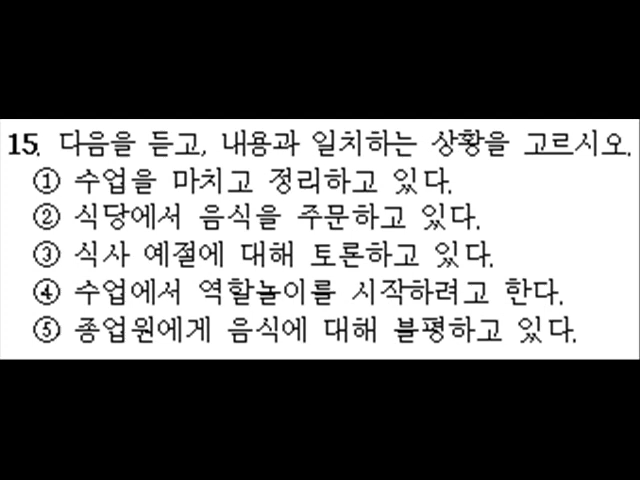 15. 다음을 듣고, 내용과 일치하는 상황을 고르시오.
① 수업을 마치고 정리하고 있다.
② 식당에서 음식을 주문하고 있다.
③ 식사 예절에 대해 토론하고 있다.
④ 수업에서 역할놀이를 시작하려고 한다.
⑤ 종업원에게 음식에 대해 불평하고 있다.